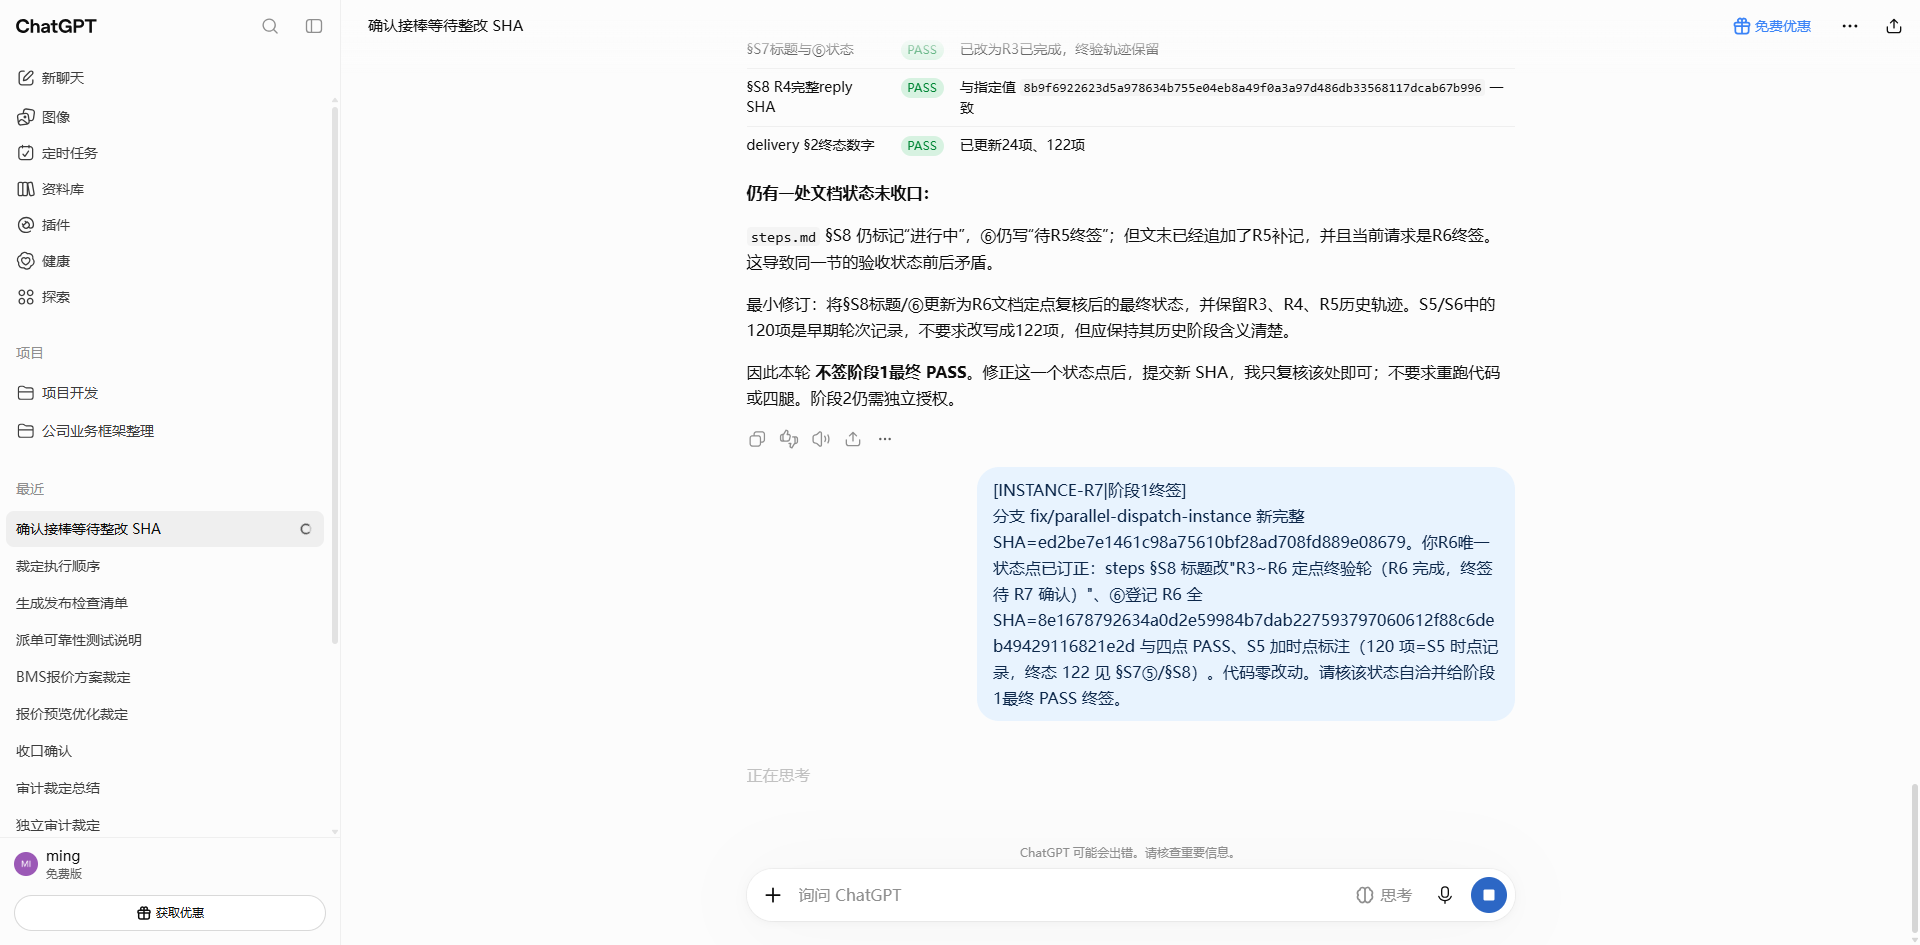 ChatGPT
新聊天
图像
定时任务
资料库
插件
健康
探索
项目
项目开发
公司业务框架整理
最近
确认接棒等待整改 SHA
裁定执行顺序
生成发布检查清单
派单可靠性测试说明
BMS报价方案裁定
报价预览优化裁定
收口确认
审计裁定总结
独立审计裁定
MI
ming
免费版
获取优惠
确认接棒等待整改 SHA
免费优惠
§S7标题与⑥状态 PASS 已改为R3已完成，终验轨迹保留
§S8 R4完整reply SHA PASS 与指定值 8b9f6922623d5a978634b755e04eb8a49f0a3a97d486db33568117dcab67b996 一致
delivery §2终态数字 PASS 已更新24项、122项
仍有一处文档状态未收口：
steps.md §S8 仍标记“进行中”，⑥仍写“待R5终签”；但文末已经追加了R5补记，并且当前请求是R6终签。
这导致同一节的验收状态前后矛盾。
最小修订：将§S8标题/⑥更新为R6文档定点复核后的最终状态，并保留R3、R4、R5历史轨迹。S5/S6中的
120项是早期轮次记录，不要求改写成122项，但应保持其历史阶段含义清楚。
因此本轮 不签阶段1最终 PASS。修正这一个状态点后，提交新 SHA，我只复核该处即可；不要求重跑代码
或四腿。阶段2仍需独立授权。
[INSTANCE-R7|阶段1终签]
分支 fix/parallel-dispatch-instance 新完整
SHA=ed2be7e1461c98a75610bf28ad708fd889e08679。你R6唯一
状态点已订正：steps §S8 标题改"R3~R6 定点终验轮（R6 完成，终签
待 R7 确认）"、⑥登记 R6 全
SHA=8e1678792634a0d2e59984b7dab227593797060612f88c6de
b49429116821e2d 与四点 PASS、S5 加时点标注（120 项=S5 时点记
录，终态 122 见 §S7⑤/§S8）。代码零改动。请核该状态自洽并给阶段
1最终 PASS 终签。
正在思考
ChatGPT 可能会出错。请核查重要信息。
询问 ChatGPT
思考